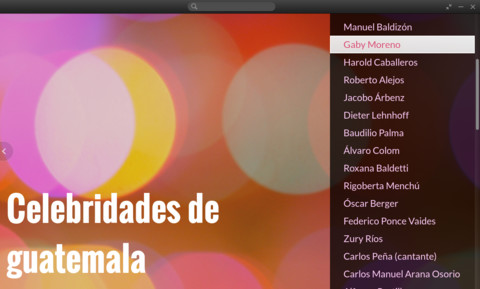 Celebridades de
guatemala
Manuel Baldizón
Gaby Moreno
Harold Caballeros
Roberto Alejos
Jacobo Árbenz
Dieter Lehnhoff
Baudilio Palma
Álvaro Colom
Roxana Baldetti
Rigoberta Menchú
Óscar Berger
Federico Ponce Vaides
Zury Ríos
Carlos Peña (cantante)
Carlos Manuel Arana Osorio